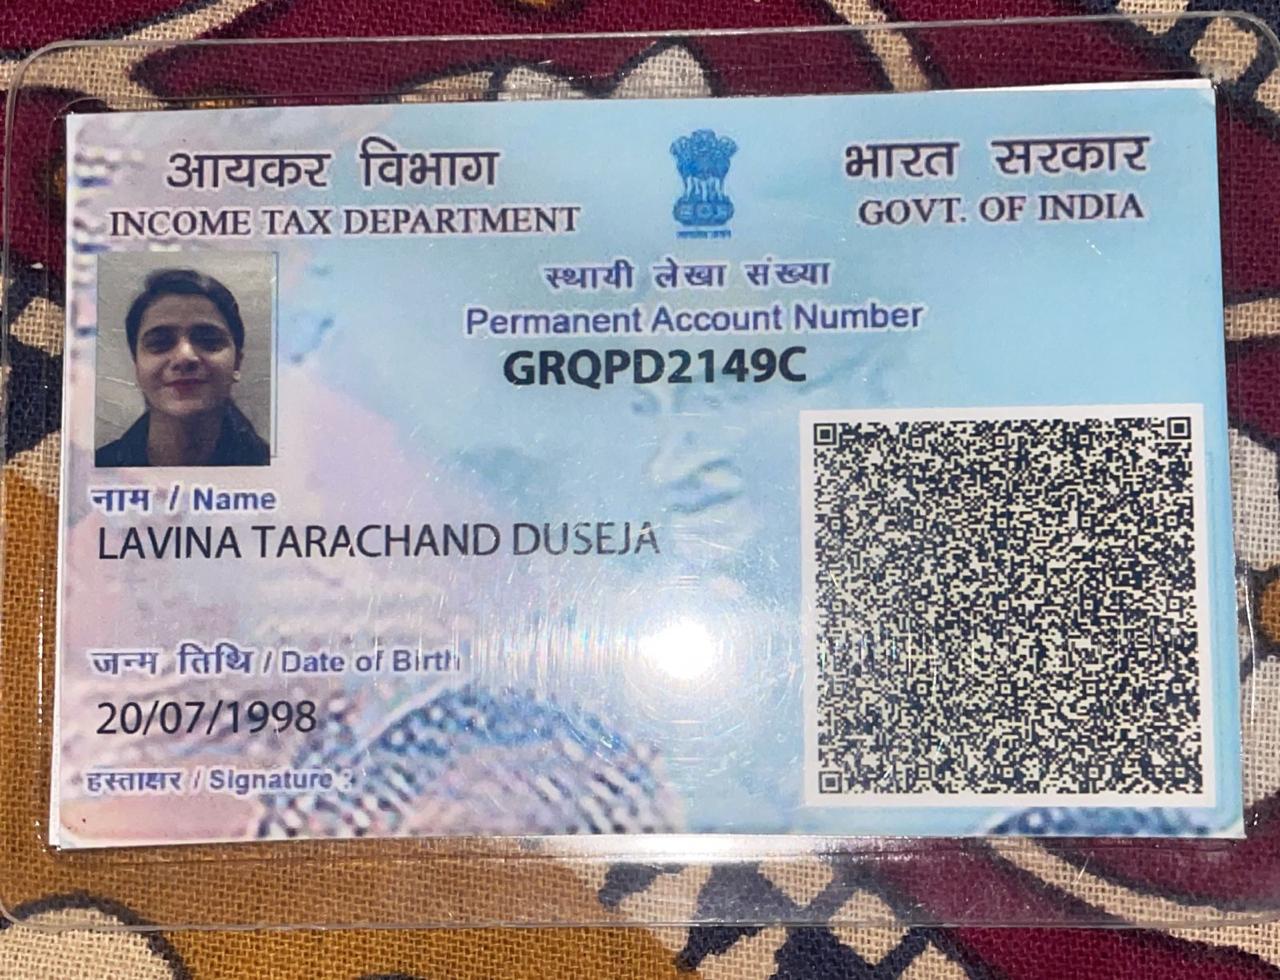 आयकर विभाग
INCOME TAX DEPARTMENT
भारत सरकार
GOVT. OF INDIA
स्थायी लेखा संख्या
Permanent Account Number
GRQPD2149C
नाम / Name
LAVINA TARACHAND DUSEJA
जन्म तिथि / Date of Birth
20/07/1998
हस्ताक्षर / Signature :